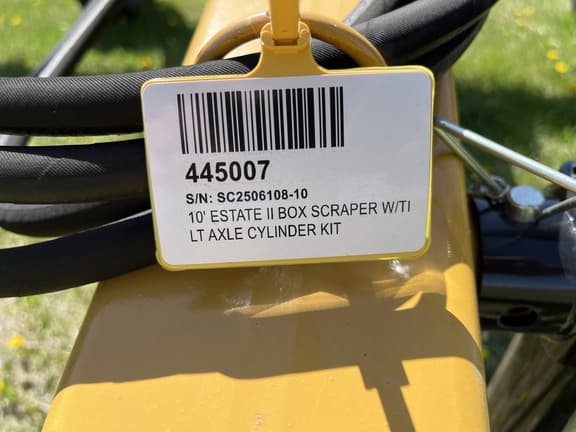 445007
S/N: SC2506108-10
10' ESTATE II BOX SCRAPER W/TI
LT AXLE CYLINDER KIT